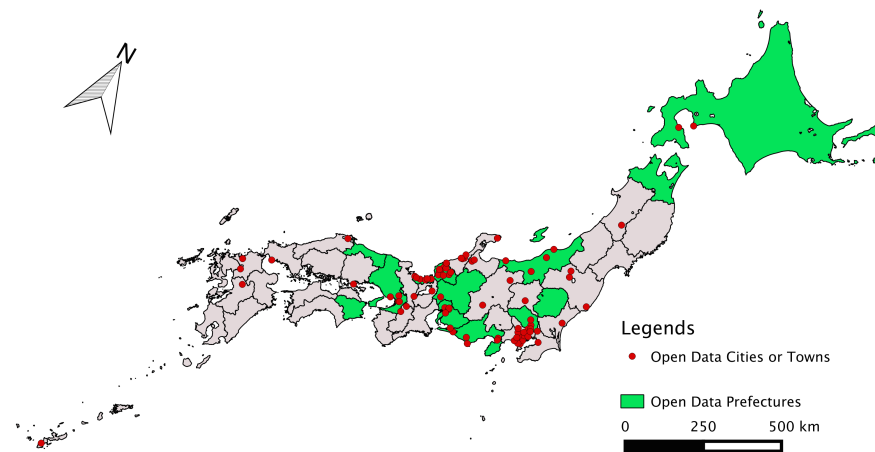 N
Legends
Open Data Cities or Towns
Open Data Prefectures
0 250 500 km